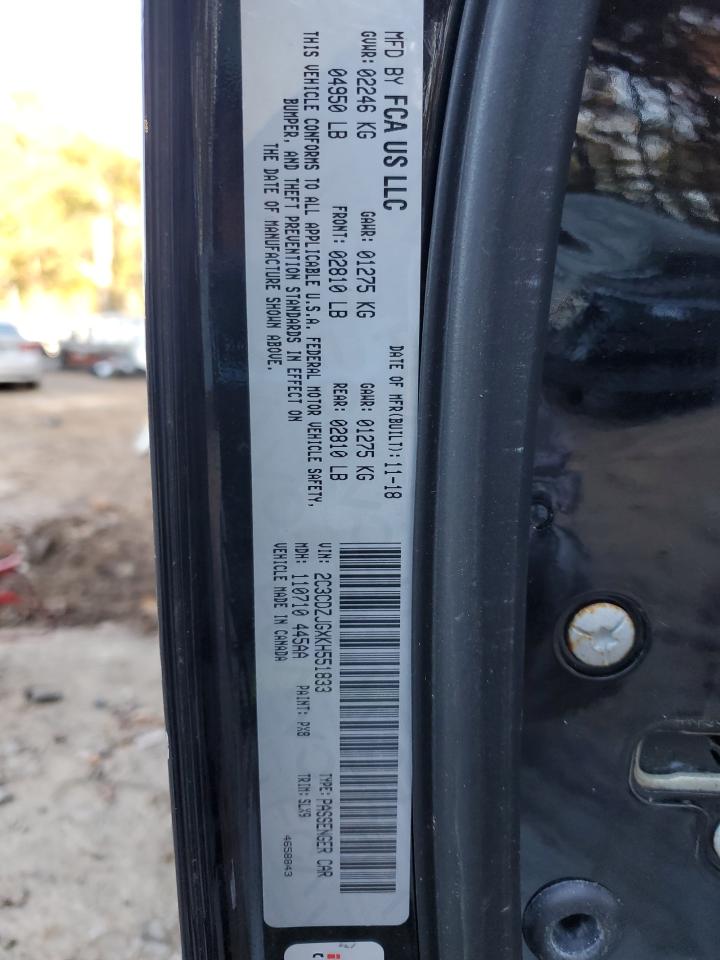 MFD BY FCA US LLC
DATE OF MFR(BUILT): 11-18
GVWR: 02246 KG GAWR: 01275 KG GAWR: 01275 KG
04950 LB FRONT: 02810 LB REAR: 02810 LB
THIS VEHICLE CONFORMS TO ALL APPLICABLE U.S.A. FEDERAL MOTOR VEHICLE SAFETY,
BUMPER, AND THEFT PREVENTION STANDARDS IN EFFECT ON
THE DATE OF MANUFACTURE SHOWN ABOVE.
VIN: 2C3CDZJGXKH551833 TYPE: PASSENGER CAR
MDH: 110710 445AA PAINT: PX8 TRIM: SLX9
VEHICLE MADE IN CANADA
4658843